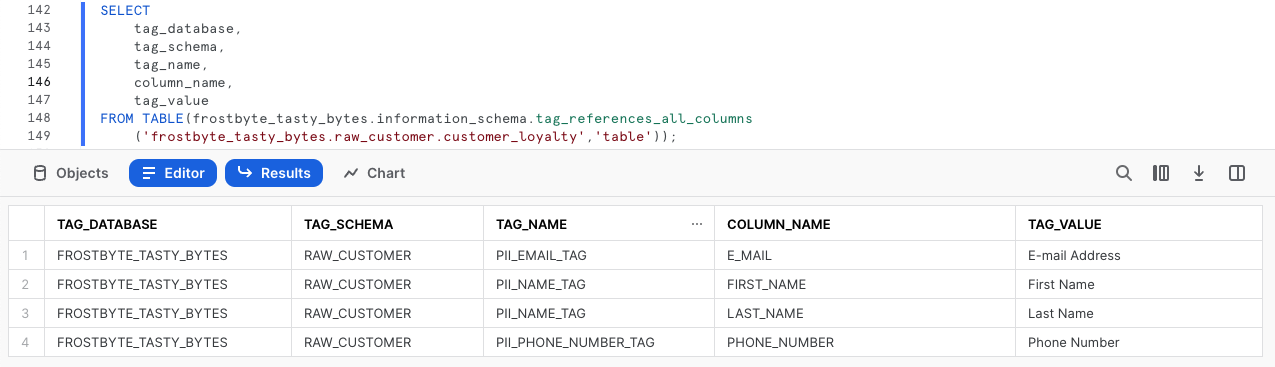 142 SELECT
143 tag_database,
144 tag_schema,
145 tag_name,
146 column_name,
147 tag_value
148 FROM TABLE(frostbyte_tasty_bytes.information_schema.tag_references_all_columns
149 ('frostbyte_tasty_bytes.raw_customer.customer_loyalty','table'));
Objects Editor Results Chart
TAG_DATABASE TAG_SCHEMA TAG_NAME ... COLUMN_NAME TAG_VALUE
1 FROSTBYTE_TASTY_BYTES RAW_CUSTOMER PII_EMAIL_TAG E_MAIL E-mail Address
2 FROSTBYTE_TASTY_BYTES RAW_CUSTOMER PII_NAME_TAG FIRST_NAME First Name
3 FROSTBYTE_TASTY_BYTES RAW_CUSTOMER PII_NAME_TAG LAST_NAME Last Name
4 FROSTBYTE_TASTY_BYTES RAW_CUSTOMER PII_PHONE_NUMBER_TAG PHONE_NUMBER Phone Number